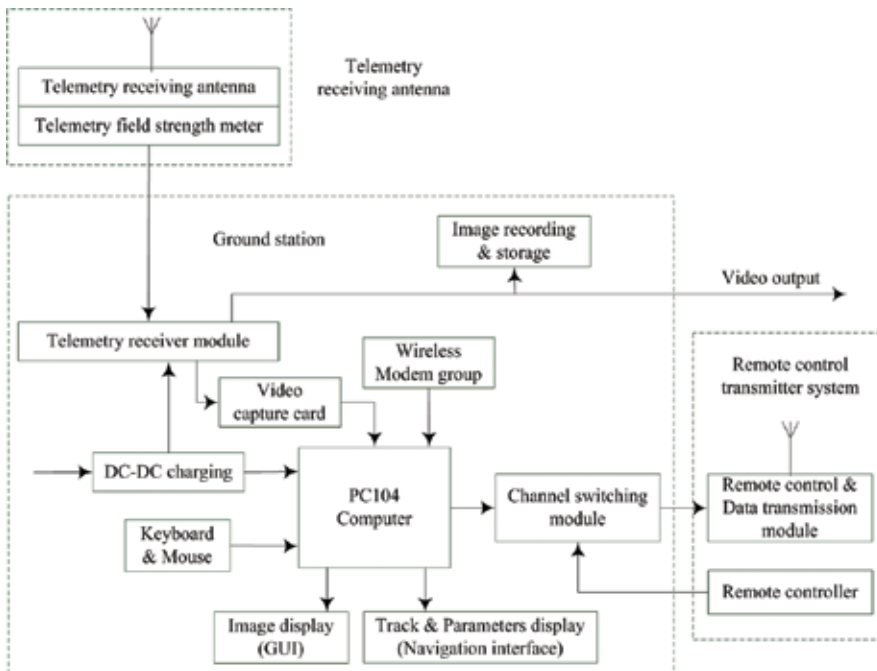 Telemetry receiving antenna
Telemetry field strength meter
Telemetry
receiving antenna
Ground station
Image recording
& storage
Video output
Telemetry receiver module
Wireless
Modem group
Remote control
transmitter system
Video
capture card
DC-DC charging
PC104
Computer
Channel switching
module
Remote control &
Data transmission
module
Keyboard
& Mouse
Remote controller
Image display
(GUI)
Track & Parameters display
(Navigation interface)